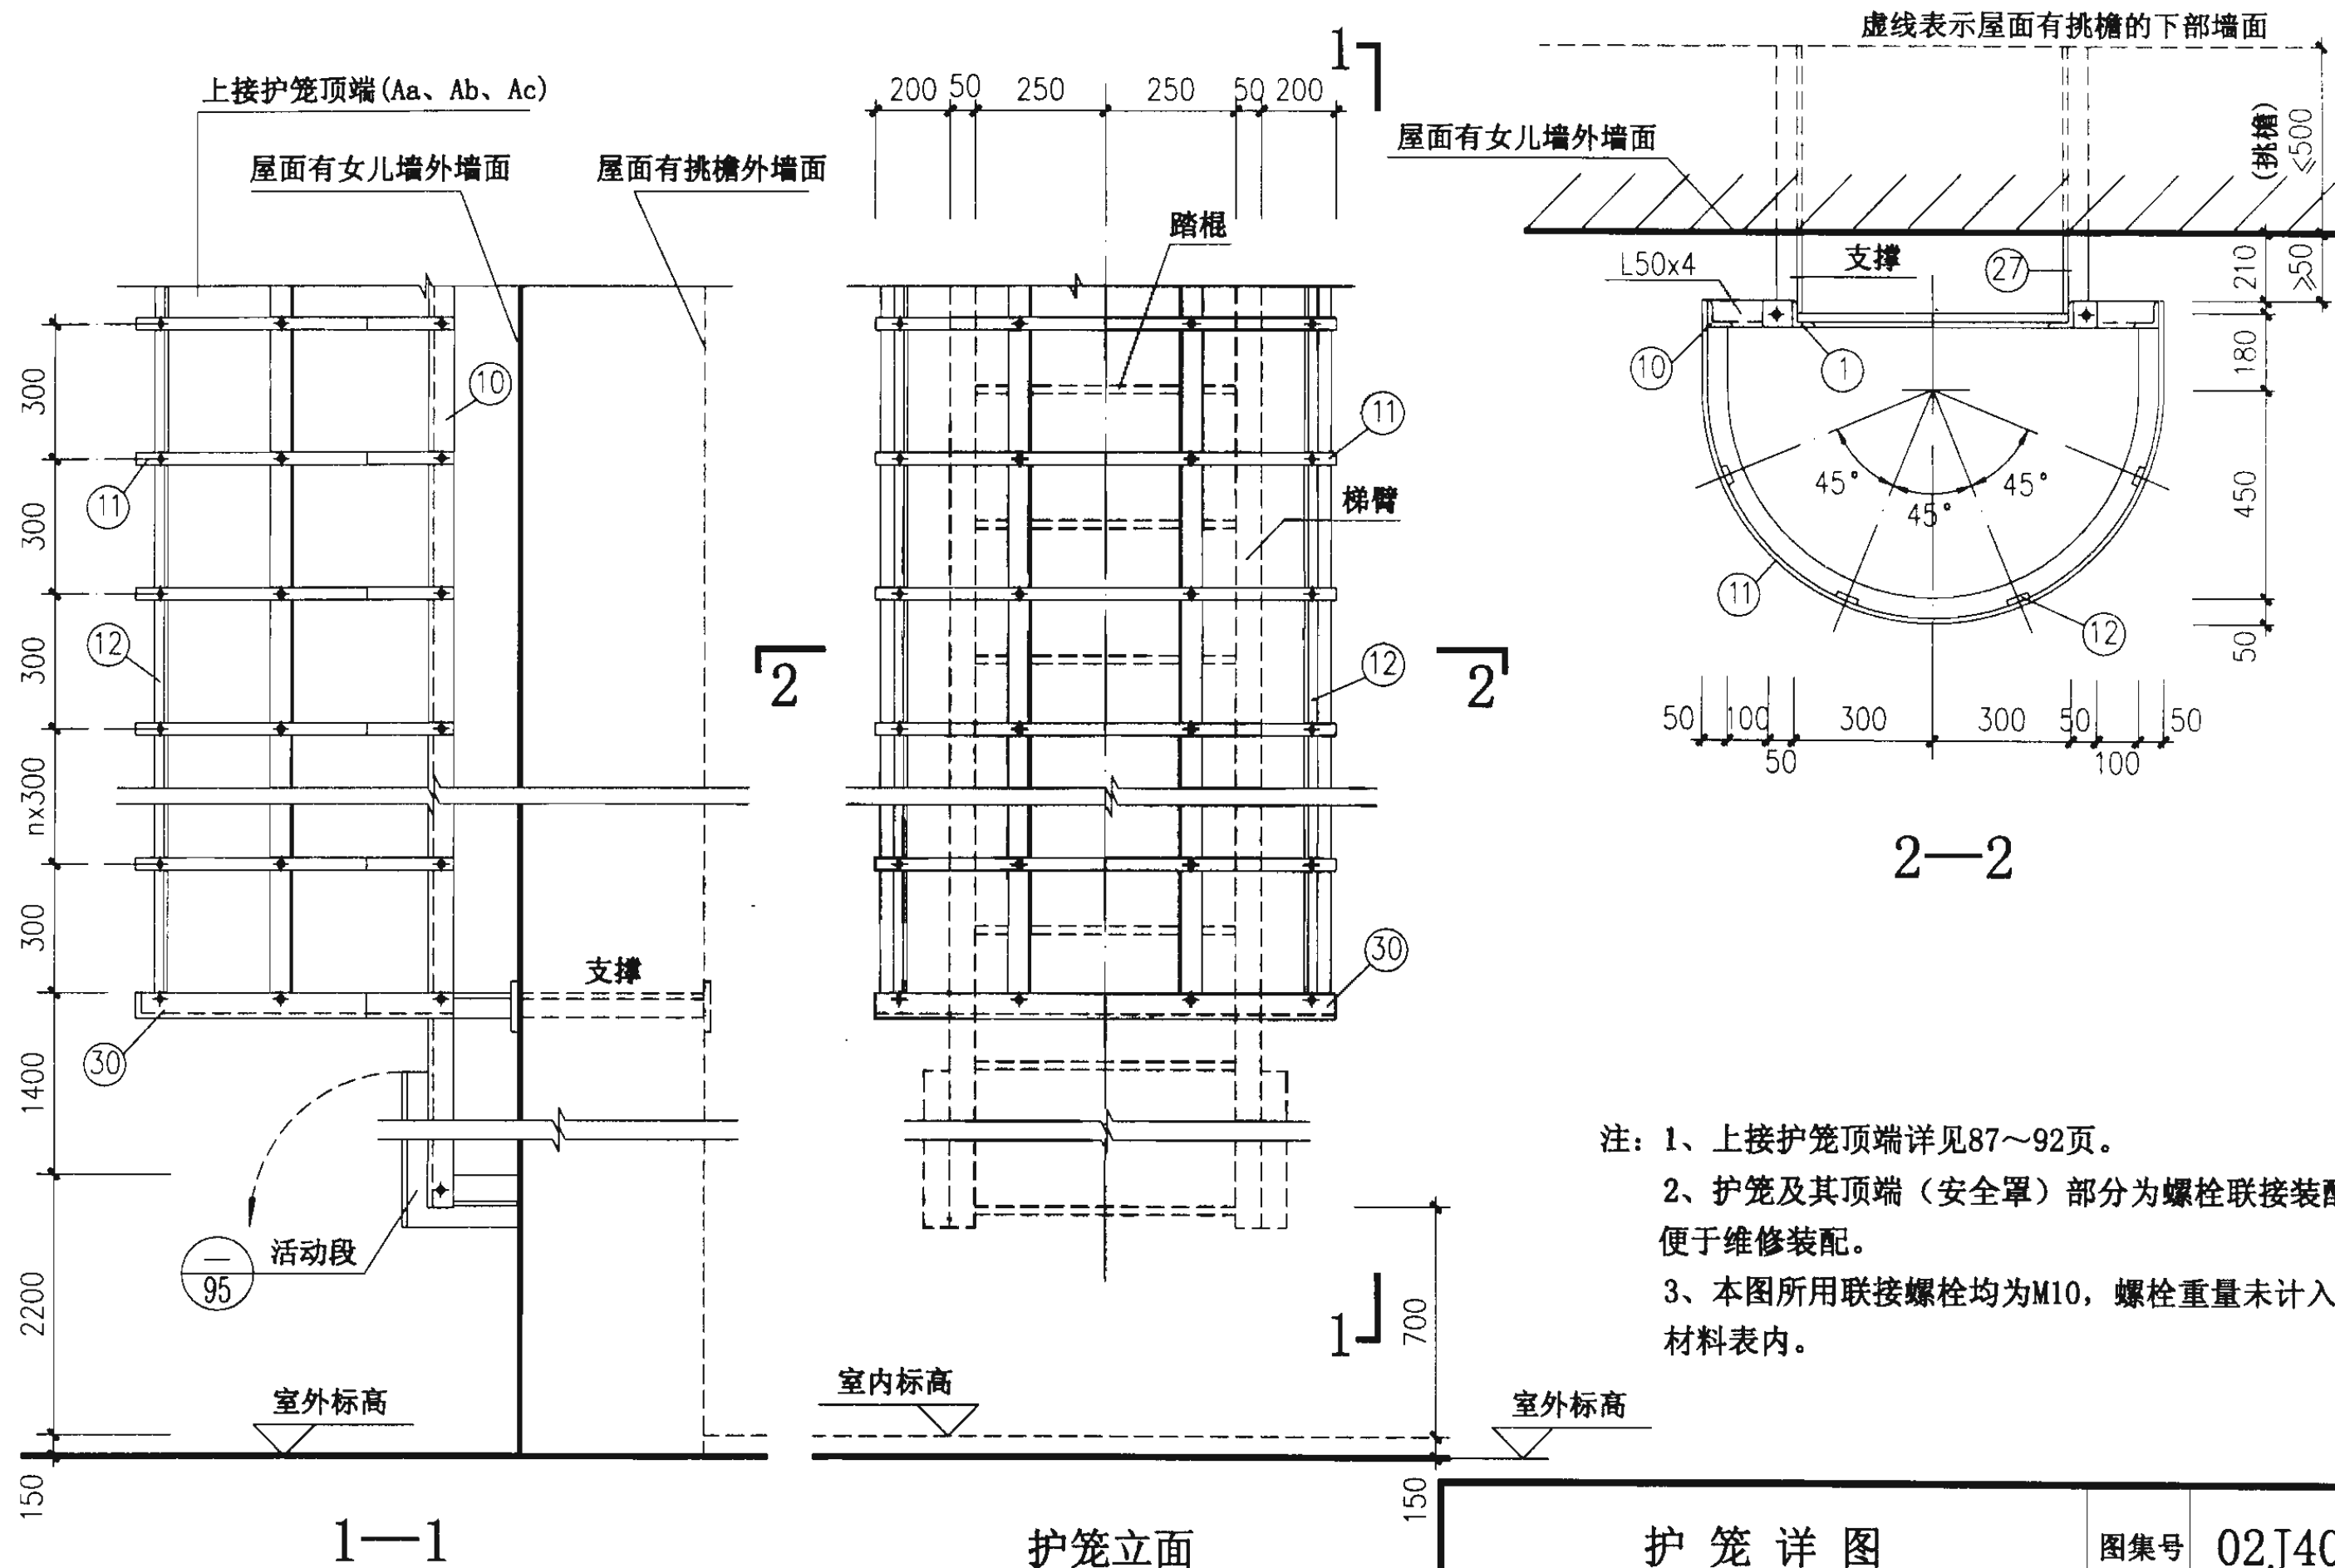 上接护笼顶端(Aa、Ab、Ac)
屋面有女儿墙外墙面
屋面有挑檐外墙面
300
300
300
nx300
300
1400
2200
150
10
11
12
30
支撑
活动段
—
95
室外标高
1—1
1
200 50 250 250 50 200
踏棍
11
梯臂
2
2
12
30
1
700
150
室内标高
室外标高
护笼立面
虚线表示屋面有挑檐的下部墙面
屋面有女儿墙外墙面
(挑檐)
≤500
≥50
210
180
450
50
L50x4
支撑
27
10
1
45°
45°
45°
11
12
50 100 300 300 50 50
50 100
2—2
注: 1、上接护笼顶端详见87～92页。
2、护笼及其顶端（安全罩）部分为螺栓联接装配
便于维修装配。
3、本图所用联接螺栓均为M10, 螺栓重量未计入
材料表内。
护笼详图
图集号
02J40